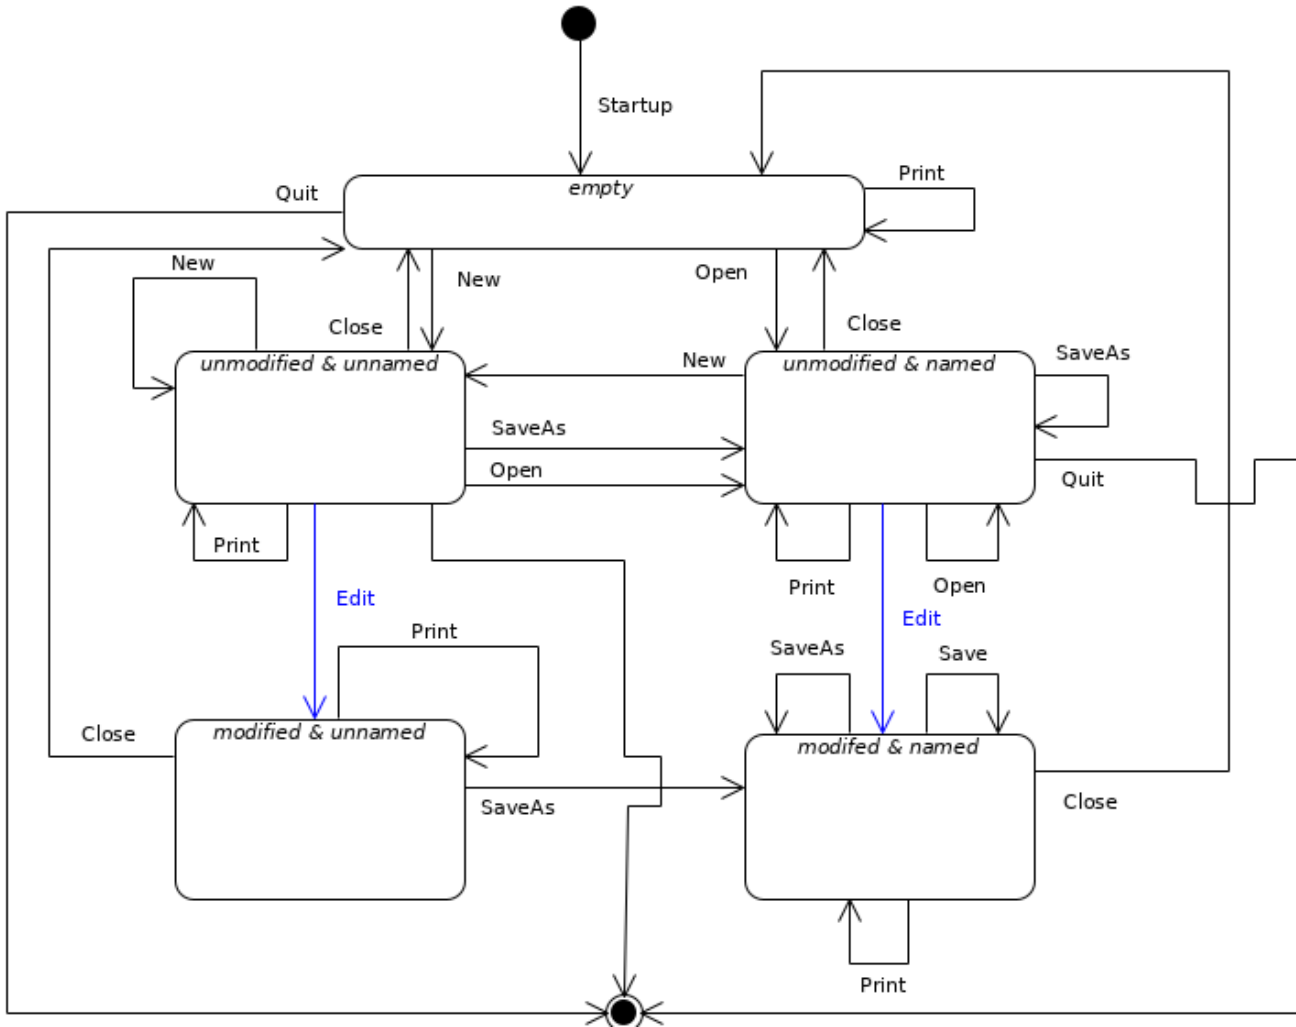 Startup
Print
Quit
empty
New
New
Open
Close
Close
unmodified & unnamed
New
unmodified & named
SaveAs
SaveAs
Open
Quit
Print
Print
Open
Edit
Edit
Print
SaveAs
Save
Close
modified & unnamed
modifed & named
SaveAs
Close
Print